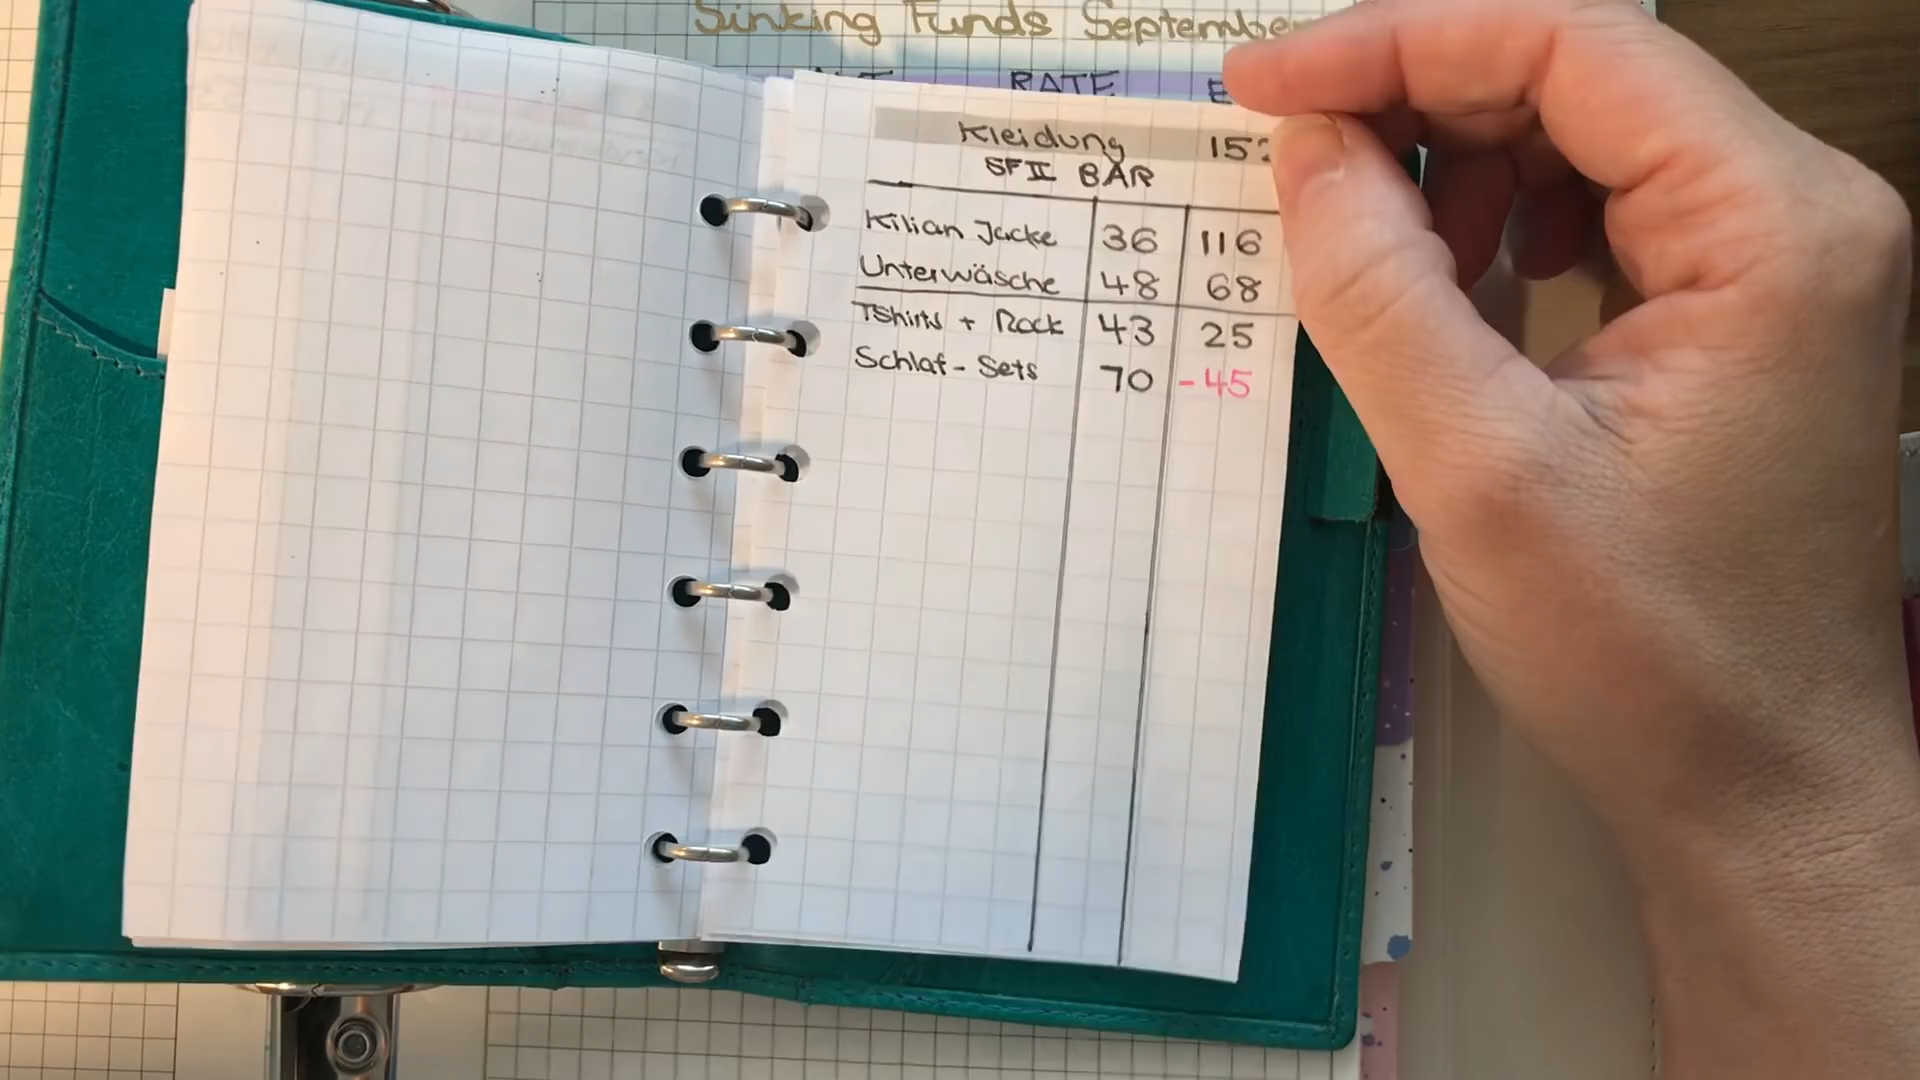 Sinking Funds September
RATE
Kleidung 152
SF II BAR
Kilian Jacke 36 116
Unterwäsche 48 68
TShirts + Rock 43 25
Schlaf-Sets 70 -45